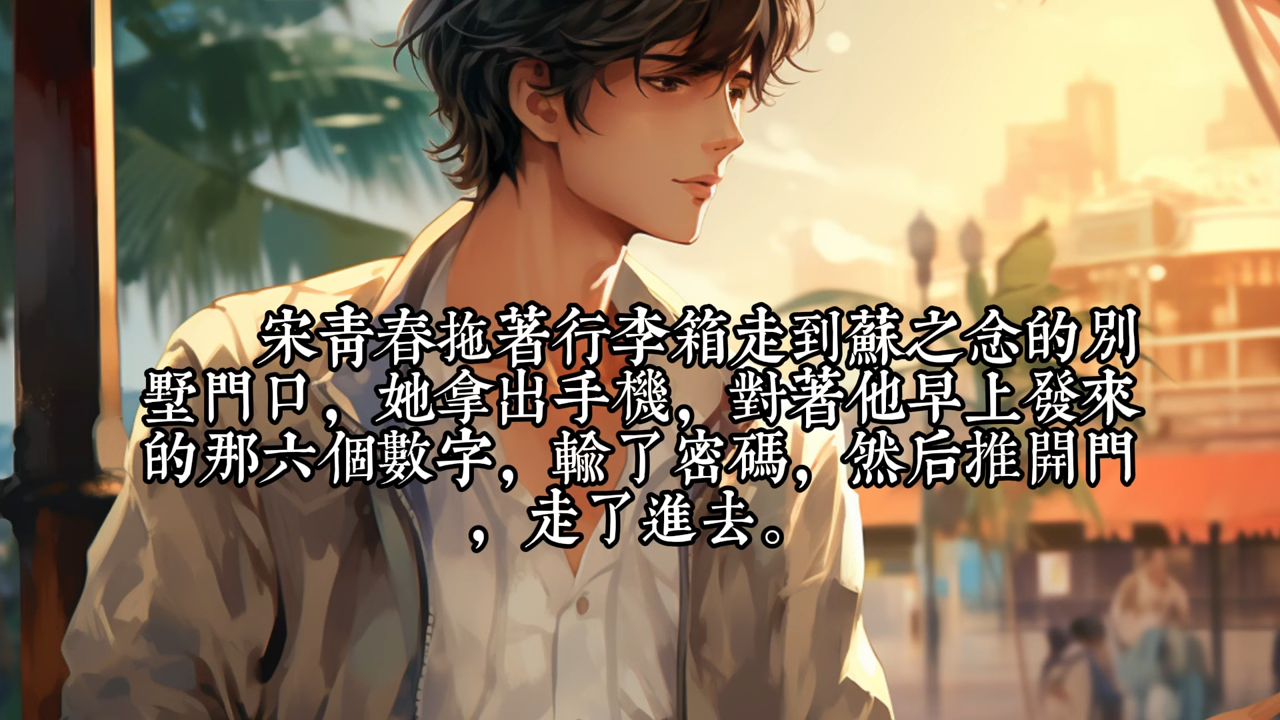 宋青春拖著行李箱走到蘇之念的別
墅門口，她拿出手機，對著他早上發來
的那六個數字，輸了密碼，然后推開門
，走了進去。